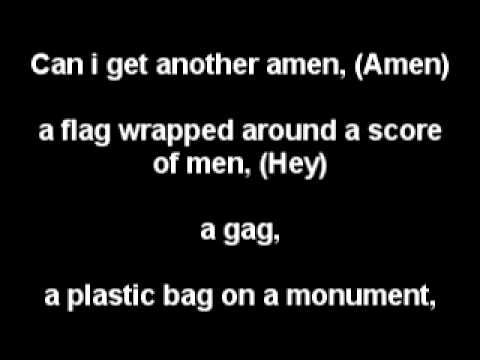 Can i get another amen, (Amen)
a flag wrapped around a score
of men, (Hey)
a gag,
a plastic bag on a monument,